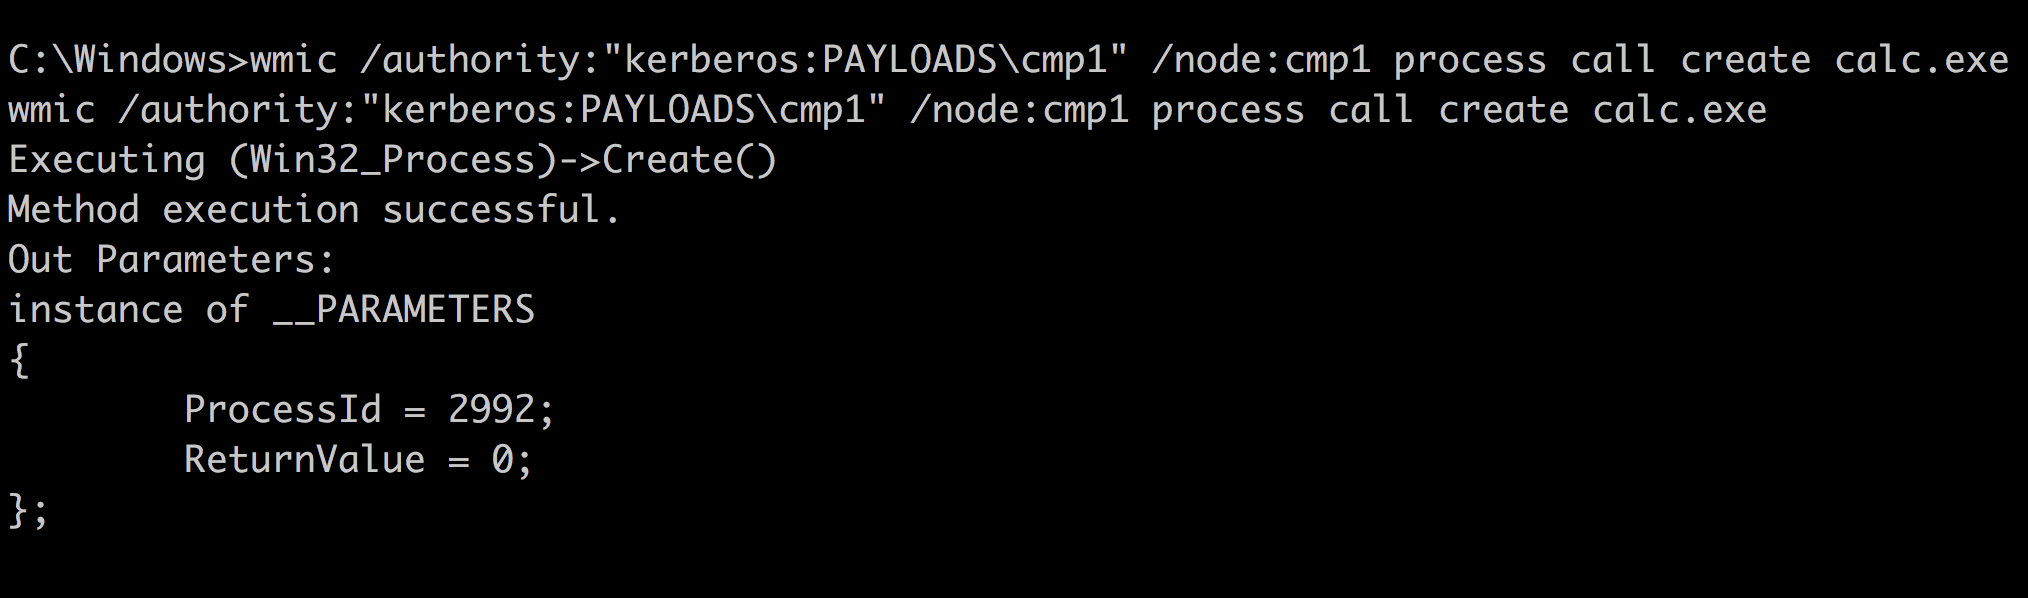 C:\Windows>wmic /authority:"kerberos:PAYLOADS\cmp1" /node:cmp1 process call create calc.exe
wmic /authority:"kerberos:PAYLOADS\cmp1" /node:cmp1 process call create calc.exe
Executing (Win32_Process)->Create()
Method execution successful.
Out Parameters:
instance of __PARAMETERS
{
        ProcessId = 2992;
        ReturnValue = 0;
};